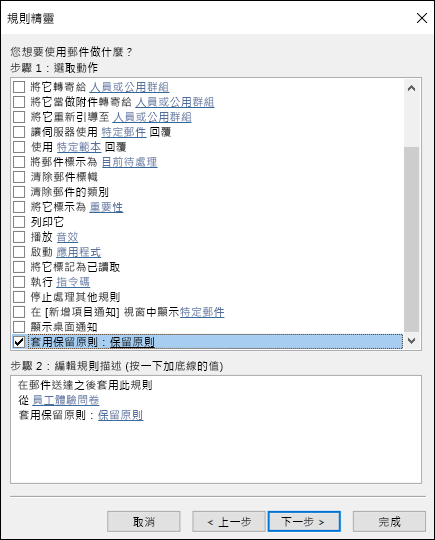 規則精靈
您想要使用郵件做什麼？
步驟 1：選取動作
將它轉寄給 人員或公用群組
將它當做附件轉寄給 人員或公用群組
將它重新引導至 人員或公用群組
讓伺服器使用 特定郵件 回覆
使用 特定範本 回覆
將郵件標示為 目前待處理
清除郵件標幟
清除郵件的類別
將它標示為 重要性
列印它
播放 音效
啟動 應用程式
將它標記為已讀取
執行 指令碼
停止處理其他規則
在 [新增項目通知] 視窗中顯示特定郵件
顯示桌面通知
套用保留原則：保留原則
步驟 2：編輯規則描述 (按一下加底線的值)
在郵件送達之後套用此規則
從 員工體驗問卷
套用保留原則：保留原則
取消
< 上一步
下一步 >
完成